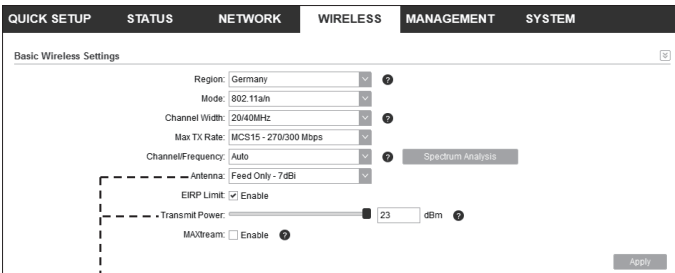 QUICK SETUP STATUS NETWORK WIRELESS MANAGEMENT SYSTEM
Basic Wireless Settings
Region: Germany ?
Mode: 802.11a/n
Channel Width: 20/40MHz ?
Max TX Rate: MCS15 - 270/300 Mbps
Channel/Frequency: Auto ? Spectrum Analysis
Antenna: Feed Only - 7dBi
EIRP Limit: Enable
Transmit Power: 23 dBm ?
MAXtream: Enable ?
Apply